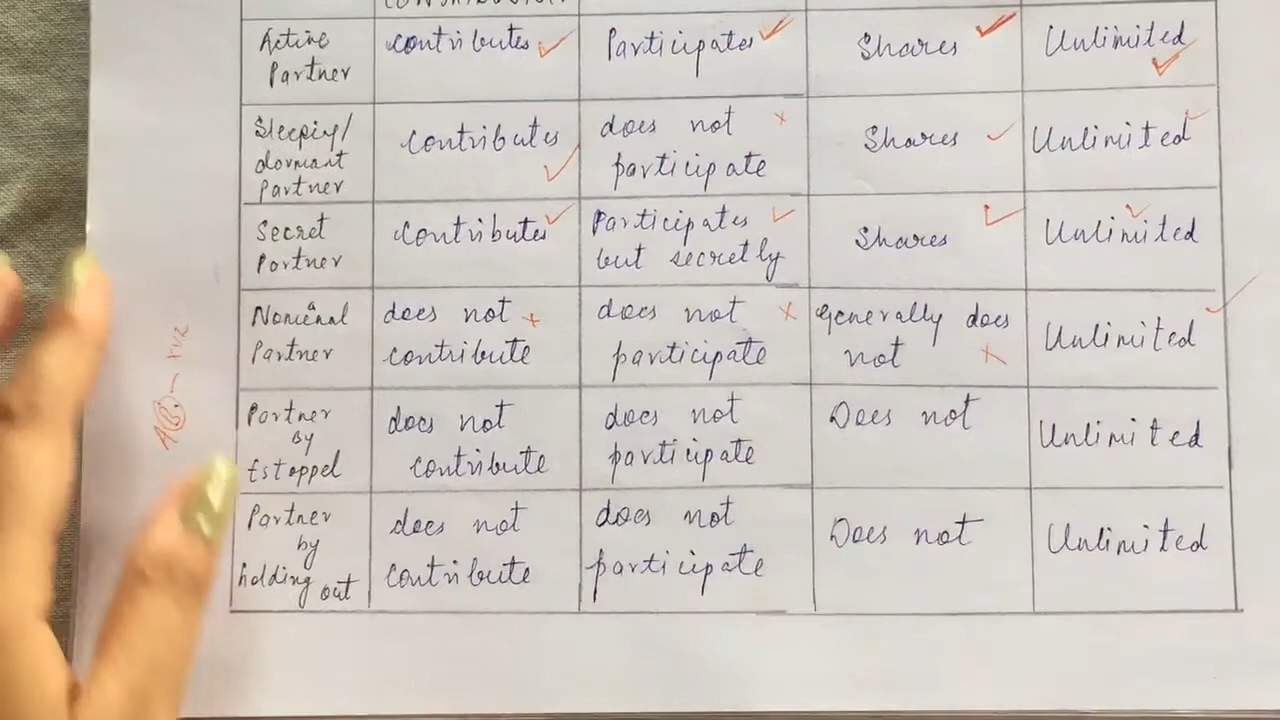 Active
Partner
contributes
Participates
Shares
Unlimited
Sleeping/
dormant
partner
contributes
does not
participate
Shares
Unlimited
Secret
Partner
contributes
Participates
but secretly
Shares
Unlimited
Nominal
Partner
does not
contribute
does not
participate
generally does
not
Unlimited
Partner
by
Estoppel
does not
contribute
does not
participate
Does not
Unlimited
Partner
by
holding out
does not
contribute
does not
participate
Does not
Unlimited